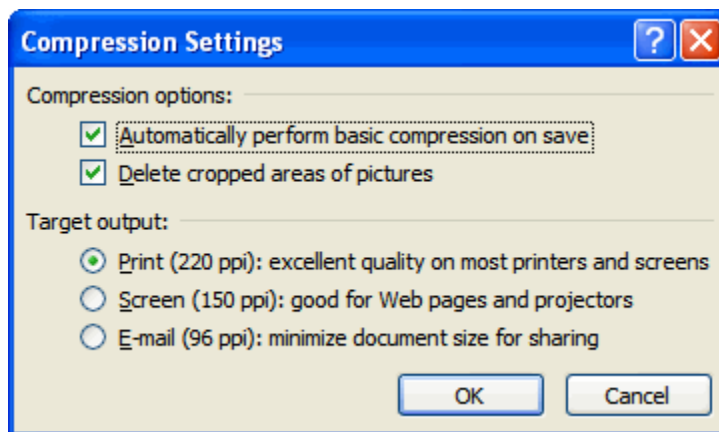 Compression Settings
Compression options:
Automatically perform basic compression on save
Delete cropped areas of pictures
Target output:
Print (220 ppi): excellent quality on most printers and screens
Screen (150 ppi): good for Web pages and projectors
E-mail (96 ppi): minimize document size for sharing
OK Cancel